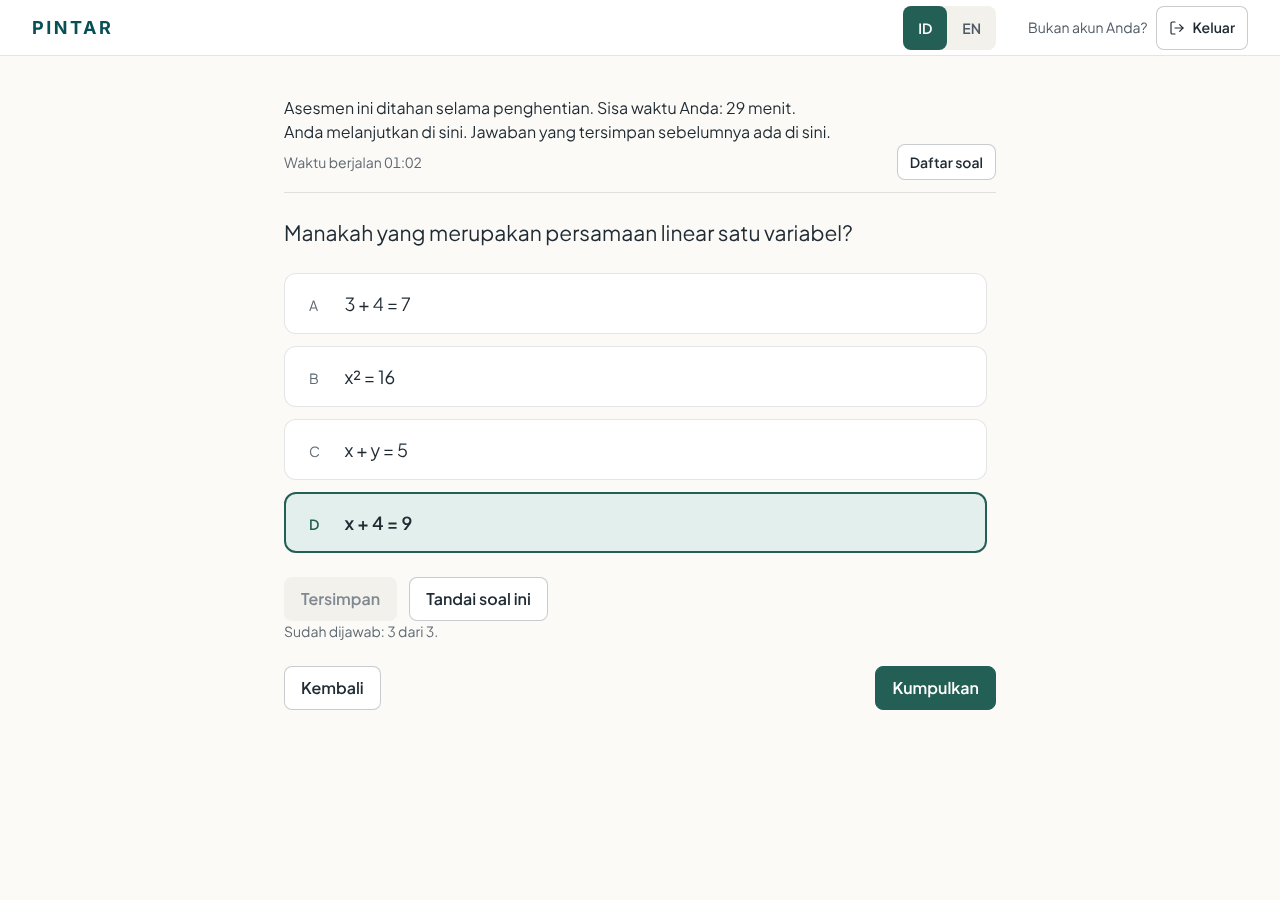 PINTAR
ID EN Bukan akun Anda? Keluar
Asesmen ini ditahan selama penghentian. Sisa waktu Anda: 29 menit.
Anda melanjutkan di sini. Jawaban yang tersimpan sebelumnya ada di sini.
Waktu berjalan 01:02 Daftar soal
Manakah yang merupakan persamaan linear satu variabel?
A 3 + 4 = 7
B x² = 16
C x + y = 5
D x + 4 = 9
Tersimpan Tandai soal ini
Sudah dijawab: 3 dari 3.
Kembali Kumpulkan